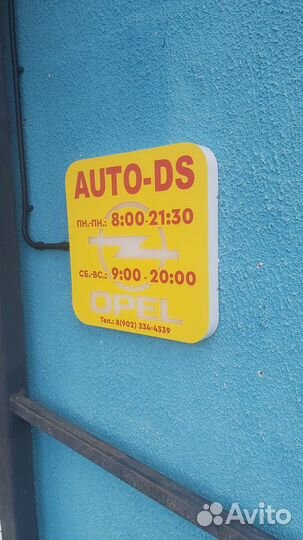 AUTO-DS
ПН.-ПН.: 8:00-21:30
СБ.-ВС.: 9:00 - 20:00
OPEL
Тел.: 8(902) 334-4339
Avito